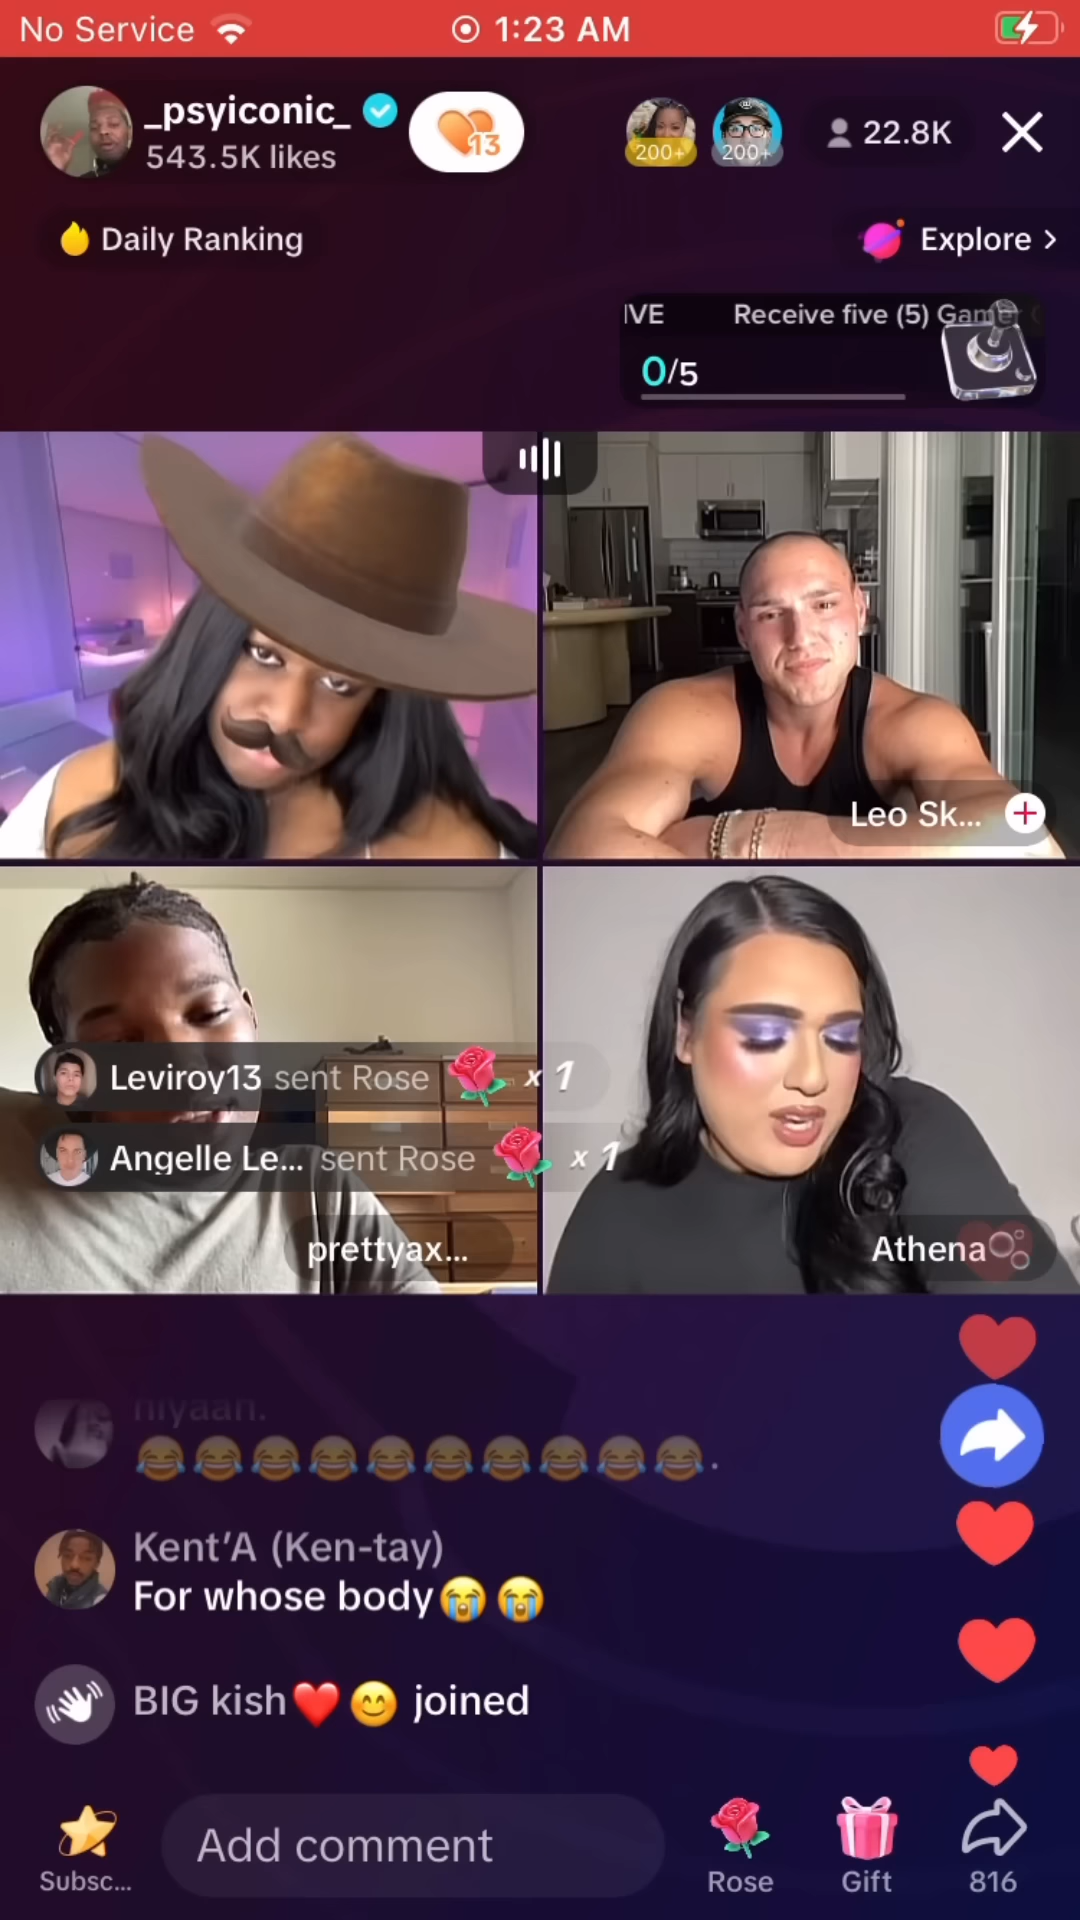 No Service
1:23 AM
_psyiconic_
543.5K likes
13
200+
200+
22.8K
Daily Ranking
Explore
IVE Receive five (5) Gamer
0/5
Leo Sk...
Leviroy13 sent Rose x 1
Angelle Le... sent Rose x 1
prettyax...
Athena
hiyaah.
😂😂😂😂😂😂😂😂😂😂.
Kent'A (Ken-tay)
For whose body😭😭
BIG kish❤️😊 joined
Add comment
Subsc...
Rose
Gift
816